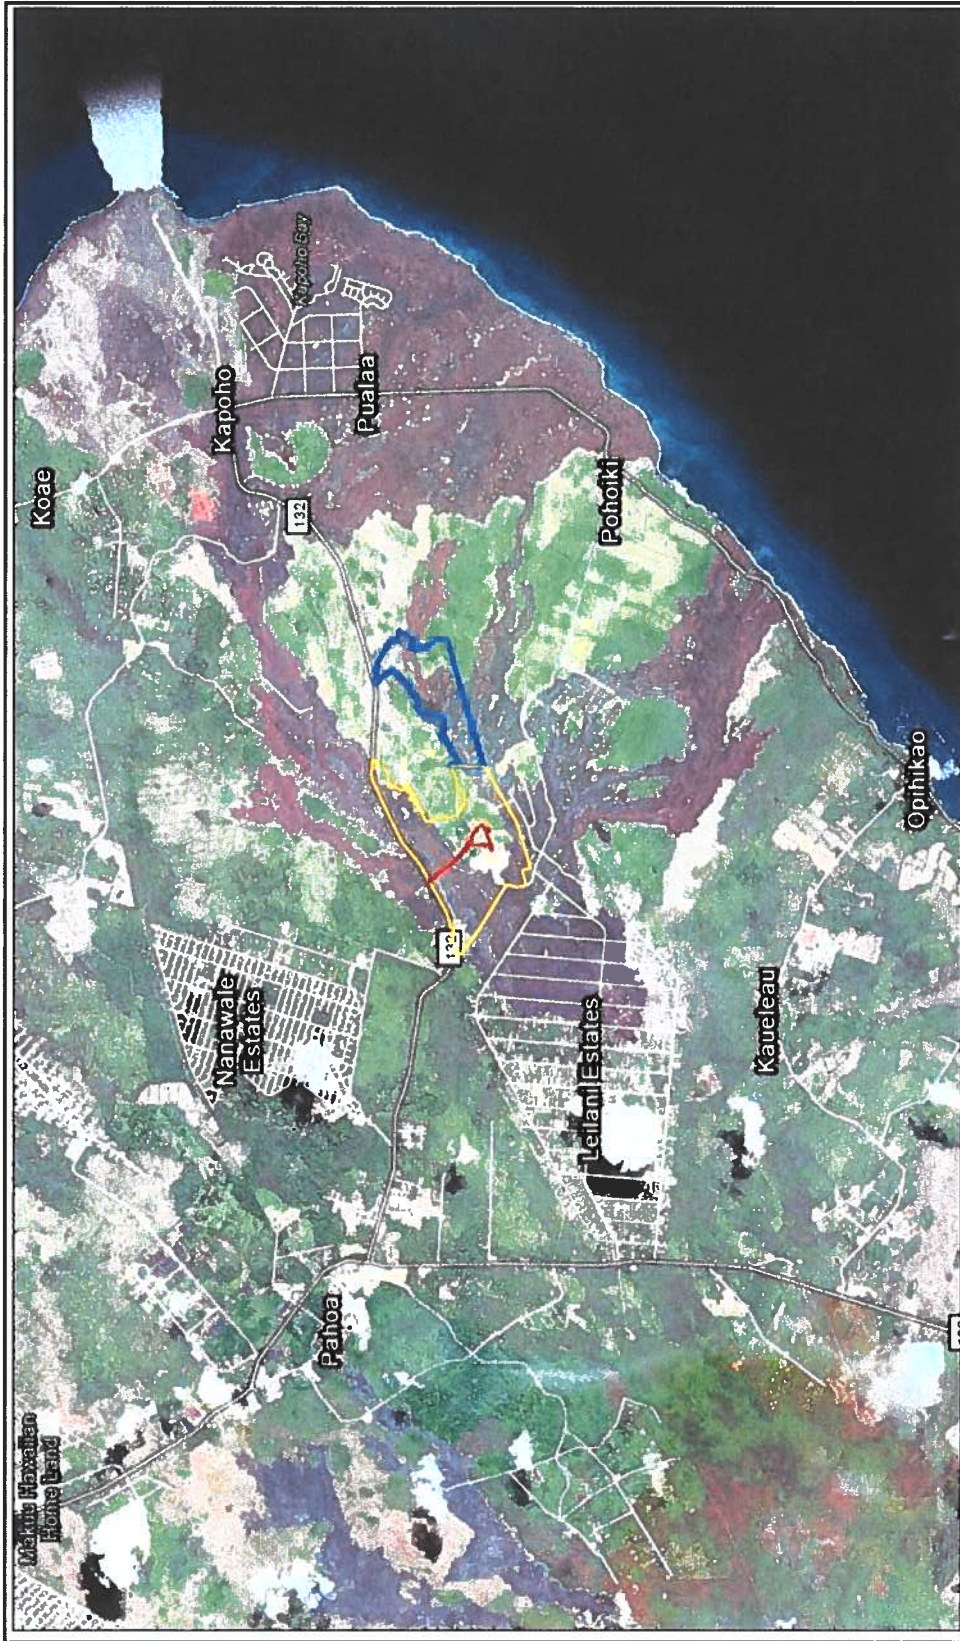 Makuu Hawaiian
Home Land
Koae
Kapoho
Kapoho Bay
Pualaa
132
Nanawale
Estates
132
Pohoiki
Pahoa
Leilani Estates
Kaueleau
Opihikao